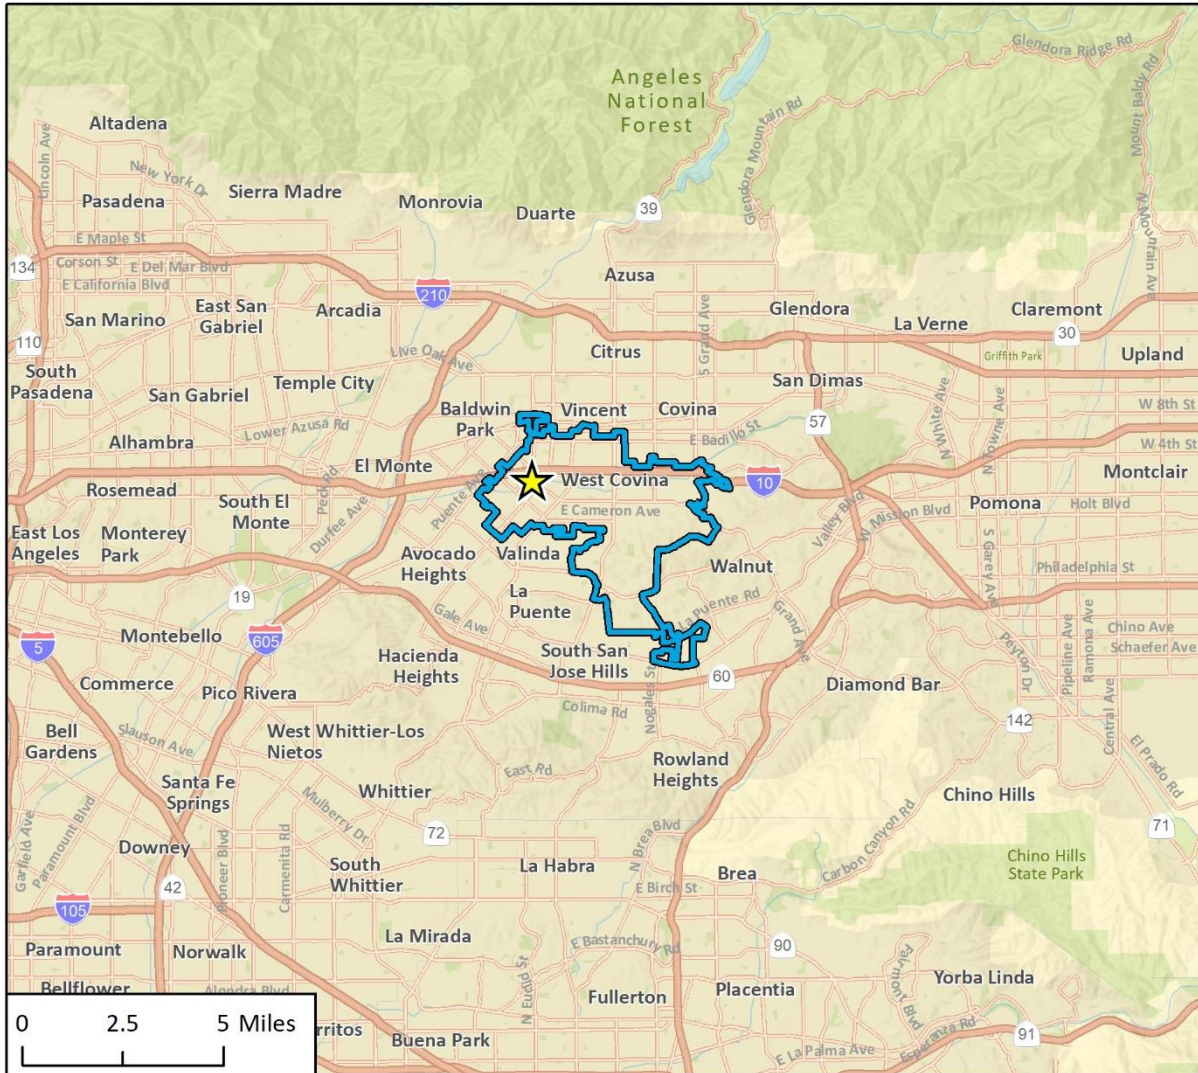 Glendora Ridge Rd
Angeles
National
Forest
Mount Baldy Rd
Glendora Mountain Rd
Altadena
Lincoln Ave
New York Dr
Pasadena
Sierra Madre
Monrovia
Duarte
39
N Mountain Ave
E Maple St
134
Corson St
E Del Mar Blvd
E California Blvd
Azusa
210
East San
Gabriel
Arcadia
San Marino
Glendora
La Verne
Claremont
30
110
Live Oak Ave
S Grand Ave
Citrus
Griffith Park
Upland
South
Pasadena
San Gabriel
Temple City
San Dimas
Baldwin
Park
Vincent
Covina
57
N White Ave
N Towne Ave
W 8th St
Alhambra
Lower Azusa Rd
E Badillo St
W 4th St
El Monte
Puente Ave
West Covina
10
Montclair
Rosemead
South El
Monte
Peck Rd
Durfee Ave
E Cameron Ave
Valley Blvd
W Mission Blvd
Pomona
Holt Blvd
East Los
Angeles
Monterey
Park
Avocado
Heights
Valinda
Walnut
S Garey Ave
Philadelphia St
19
La
Puente
La Puente Rd
Grand Ave
Gale Ave
5
Montebello
605
Hacienda
Heights
South San
Jose Hills
Nogales St
60
Peyton Dr
Pipeline Ave
Ramona Ave
Chino Ave
Schaefer Ave
Commerce
Pico Rivera
Colima Rd
Diamond Bar
142
Central Ave
Bell
Gardens
Slauson Ave
West Whittier-Los
Nietos
East Rd
Rowland
Heights
El Prado Rd
Santa Fe
Springs
Whittier
Mulberry Dr
Chino Hills
71
Garfield Ave
Paramount Blvd
72
N Brea Blvd
Carbon Canyon Rd
Downey
42
Pioneer Blvd
Carmenita Rd
South
Whittier
La Habra
E Birch St
Brea
Chino Hills
State Park
105
Paramount
Norwalk
La Mirada
E Bastanchury Rd
90
Fairmont Blvd
Yorba Linda
Bellflower
Alondra Blvd
N Euclid St
Fullerton
Placentia
Esperanza Rd
91
rritos
Buena Park
E La Palma Ave
0 2.5 5 Miles